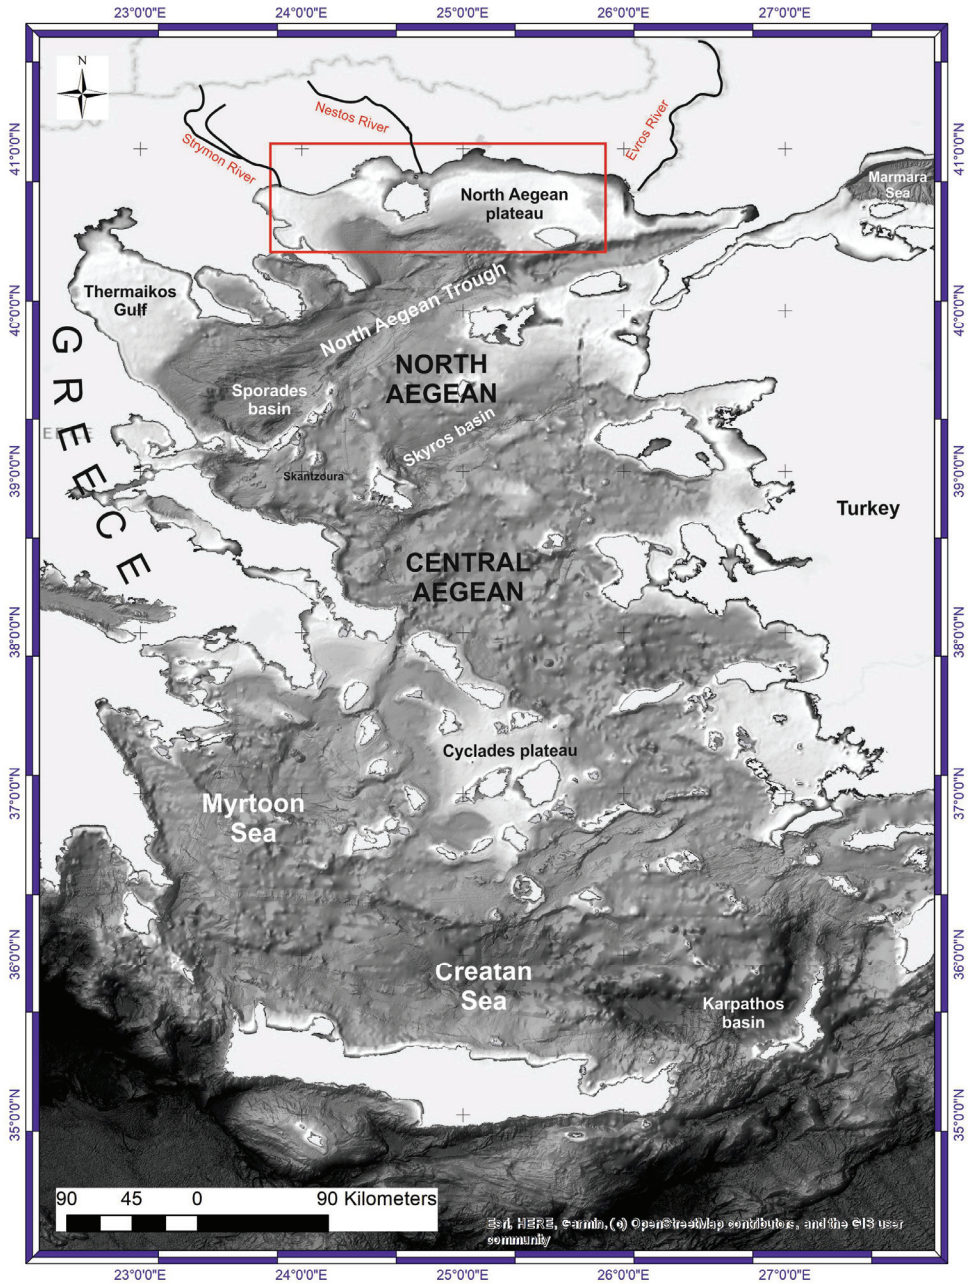 23°0'0"E 24°0'0"E 25°0'0"E 26°0'0"E 27°0'0"E
N
Nestos River
Strymon River
Evros River
41°0'0"N
41°0'0"N
Marmara
Sea
North Aegean
plateau
Thermaikos
Gulf
North Aegean Trough
40°0'0"N
40°0'0"N
GREECE
NORTH
AEGEAN
Sporades
basin
Skyros basin
Skantzoura
39°0'0"N
39°0'0"N
Turkey
CENTRAL
AEGEAN
38°0'0"N
38°0'0"N
Cyclades plateau
37°0'0"N
37°0'0"N
Myrtoon
Sea
36°0'0"N
36°0'0"N
Creatan
Sea
Karpathos
basin
35°0'0"N
35°0'0"N
90 45 0 90 Kilometers
Esri, HERE, Garmin, (c) OpenStreetMap contributors, and the GIS user
community
23°0'0"E 24°0'0"E 25°0'0"E 26°0'0"E 27°0'0"E